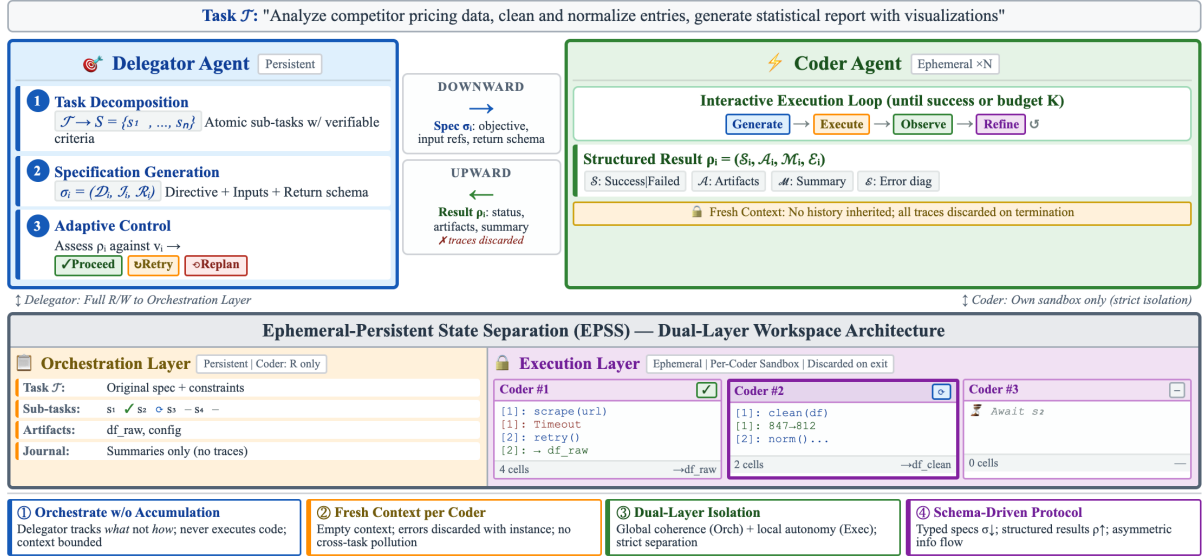 Task 𝒯: "Analyze competitor pricing data, clean and normalize entries, generate statistical report with visualizations"
🎯 Delegator Agent Persistent
1 Task Decomposition
𝒯 → S = {s₁ , ..., sₙ} Atomic sub-tasks w/ verifiable
criteria
2 Specification Generation
σᵢ = (𝒟ᵢ, ℐᵢ, ℛᵢ) Directive + Inputs + Return schema
3 Adaptive Control
Assess ρᵢ against vᵢ →
✓Proceed ↻Retry ⟲Replan
DOWNWARD
→
Spec σᵢ: objective,
input refs, return schema
UPWARD
←
Result ρᵢ: status,
artifacts, summary
✗ traces discarded
⚡ Coder Agent Ephemeral ×N
Interactive Execution Loop (until success or budget K)
Generate → Execute → Observe → Refine ↺
Structured Result ρᵢ = (𝒮ᵢ, 𝒜ᵢ, ℳᵢ, ℰᵢ)
𝒮: Success|Failed 𝒜: Artifacts ℳ: Summary ℰ: Error diag
🔒 Fresh Context: No history inherited; all traces discarded on termination
↕ Delegator: Full R/W to Orchestration Layer
↕ Coder: Own sandbox only (strict isolation)
Ephemeral-Persistent State Separation (EPSS) — Dual-Layer Workspace Architecture
📋 Orchestration Layer Persistent | Coder: R only
Task 𝒯: Original spec + constraints
Sub-tasks: s₁ ✓ s₂ ⟳ s₃ − s₄ −
Artifacts: df_raw, config
Journal: Summaries only (no traces)
🔒 Execution Layer Ephemeral | Per-Coder Sandbox | Discarded on exit
Coder #1 ✓
[1]: scrape(url)
[1]: Timeout
[2]: retry()
[2]: → df_raw
4 cells →df_raw
Coder #2 ⟳
[1]: clean(df)
[1]: 847→812
[2]: norm()...
2 cells →df_clean
Coder #3 −
⏳ Await s₂
0 cells —
① Orchestrate w/o Accumulation
Delegator tracks what not how; never executes code;
context bounded
② Fresh Context per Coder
Empty context; errors discarded with instance; no
cross-task pollution
③ Dual-Layer Isolation
Global coherence (Orch) + local autonomy (Exec);
strict separation
④ Schema-Driven Protocol
Typed specs σ↓; structured results ρ↑; asymmetric
info flow